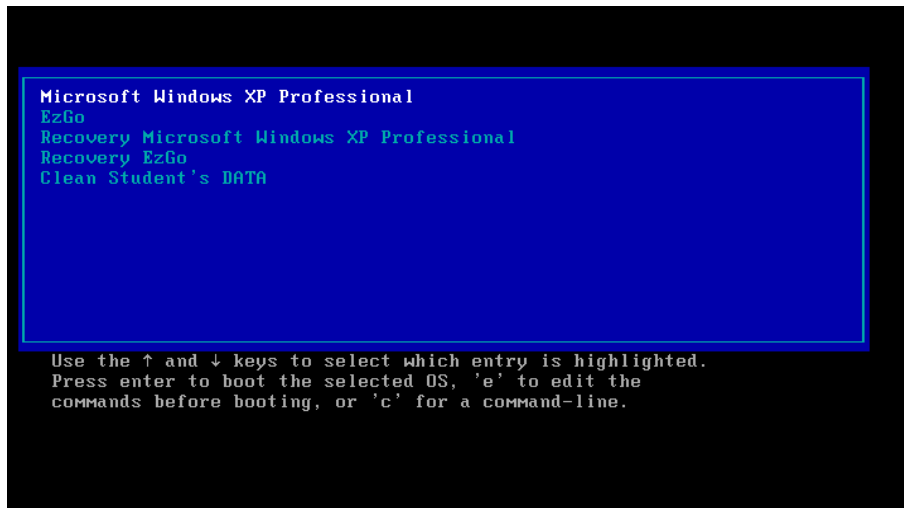 Microsoft Windows XP Professional
EzGo
Recovery Microsoft Windows XP Professional
Recovery EzGo
Clean Student's DATA
Use the ↑ and ↓ keys to select which entry is highlighted.
Press enter to boot the selected OS, 'e' to edit the
commands before booting, or 'c' for a command-line.